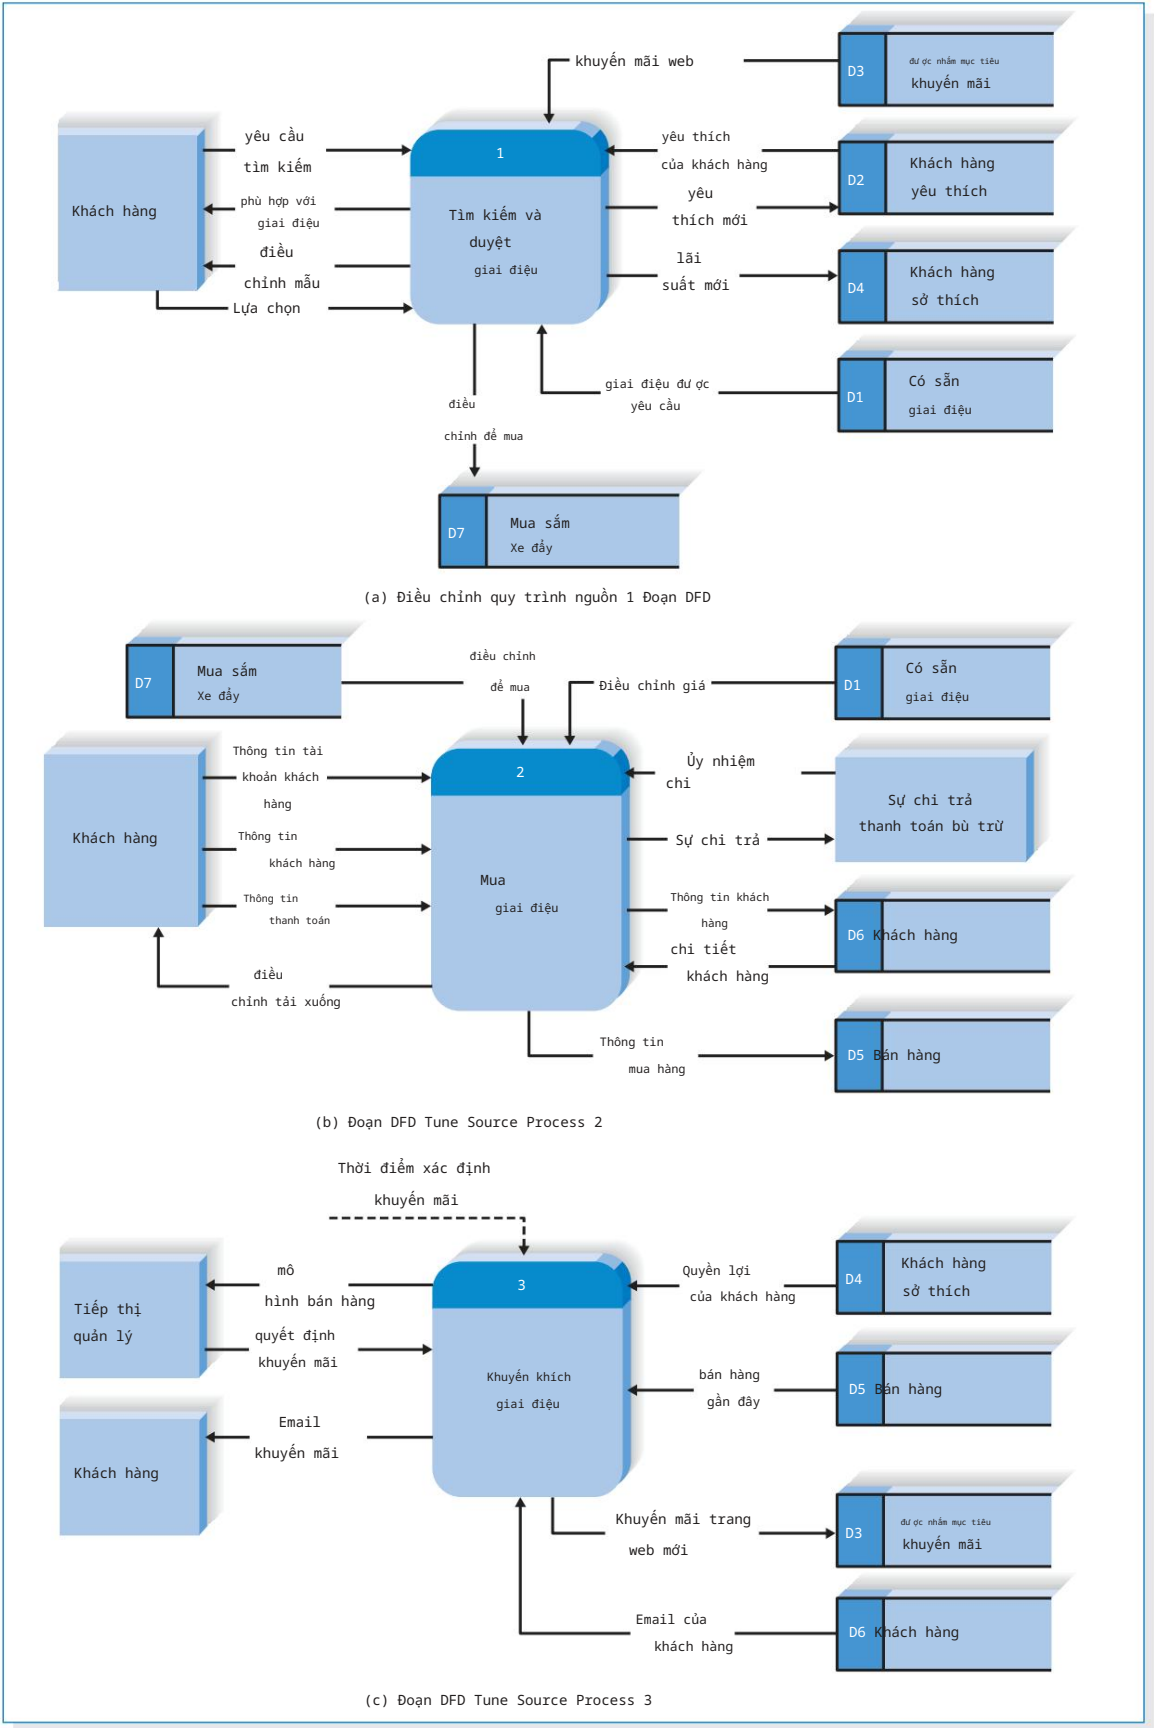 khuyến mãi web
D3
được nhắm mục tiêu
khuyến mãi
Khách hàng
yêu cầu
tìm kiếm
phù hợp với
giai điệu
điều
chỉnh mẫu
Lựa chọn
1
Tìm kiếm và
duyệt
giai điệu
yêu thích
của khách hàng
yêu
thích mới
lãi
suất mới
D2
Khách hàng
yêu thích
D4
Khách hàng
sở thích
giai điệu được
yêu cầu
D1
Có sẵn
giai điệu
điều
chỉnh để mua
D7
Mua sắm
Xe đẩy
(a) Điều chỉnh quy trình nguồn 1 Đoạn DFD
D7
Mua sắm
Xe đẩy
điều chỉnh
để mua
Điều chỉnh giá
D1
Có sẵn
giai điệu
Khách hàng
Thông tin tài
khoản khách
hàng
Thông tin
khách hàng
Thông tin
thanh toán
điều
chỉnh tải xuống
2
Mua
giai điệu
Ủy nhiệm
chi
Sự chi trả
Sự chi trả
thanh toán bù trừ
Thông tin khách
hàng
chi tiết
khách hàng
D6 Khách hàng
Thông tin
mua hàng
D5 Bán hàng
(b) Đoạn DFD Tune Source Process 2
Thời điểm xác định
khuyến mãi
Tiếp thị
quản lý
mô
hình bán hàng
quyết định
khuyến mãi
Khách hàng
Email
khuyến mãi
3
Khuyến khích
giai điệu
Quyền lợi
của khách hàng
D4
Khách hàng
sở thích
bán hàng
gần đây
D5 Bán hàng
Khuyến mãi trang
web mới
D3
được nhắm mục tiêu
khuyến mãi
Email của
khách hàng
D6 Khách hàng
(c) Đoạn DFD Tune Source Process 3